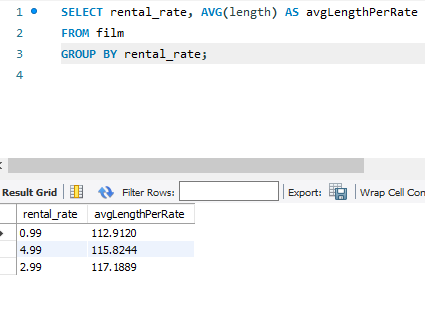 1 SELECT rental_rate, AVG(length) AS avgLengthPerRate
2 FROM film
3 GROUP BY rental_rate;
4
Result Grid Filter Rows: Export: Wrap Cell Con
rental_rate avgLengthPerRate
0.99 112.9120
4.99 115.8244
2.99 117.1889